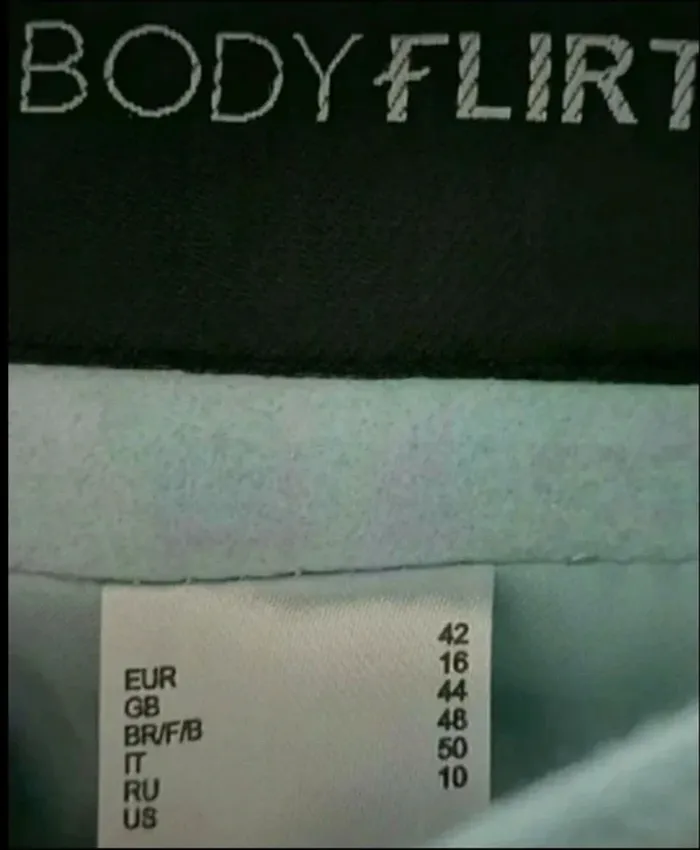 BODYFLIRT
EUR 42
GB 16
BR/F/B 44
IT 48
RU 50
US 10